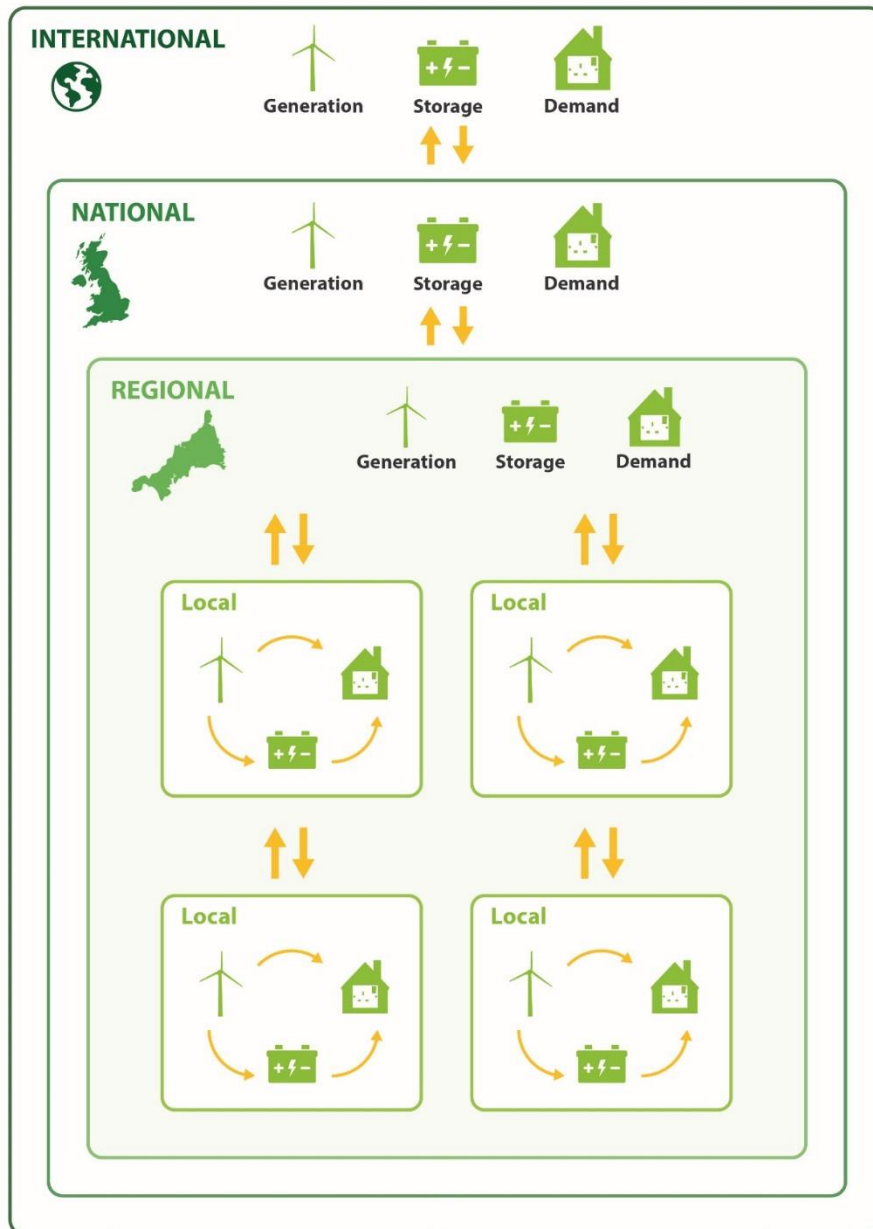 INTERNATIONAL
Generation Storage Demand
NATIONAL
Generation Storage Demand
REGIONAL
Generation Storage Demand
Local Local
Local Local